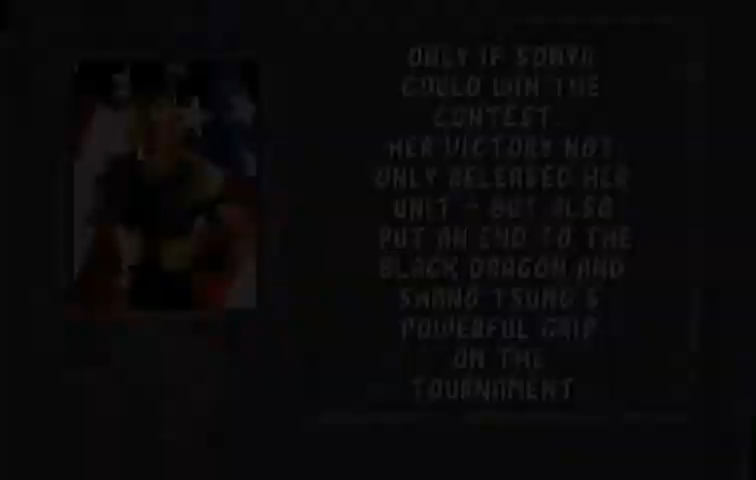 ONLY IF SONYA
COULD WIN THE
CONTEST.
HER VICTORY NOT
ONLY RELEASED HER
UNIT - BUT ALSO
PUT AN END TO THE
BLACK DRAGON AND
SHANG TSUNG'S
POWERFUL GRIP
ON THE
TOURNAMENT